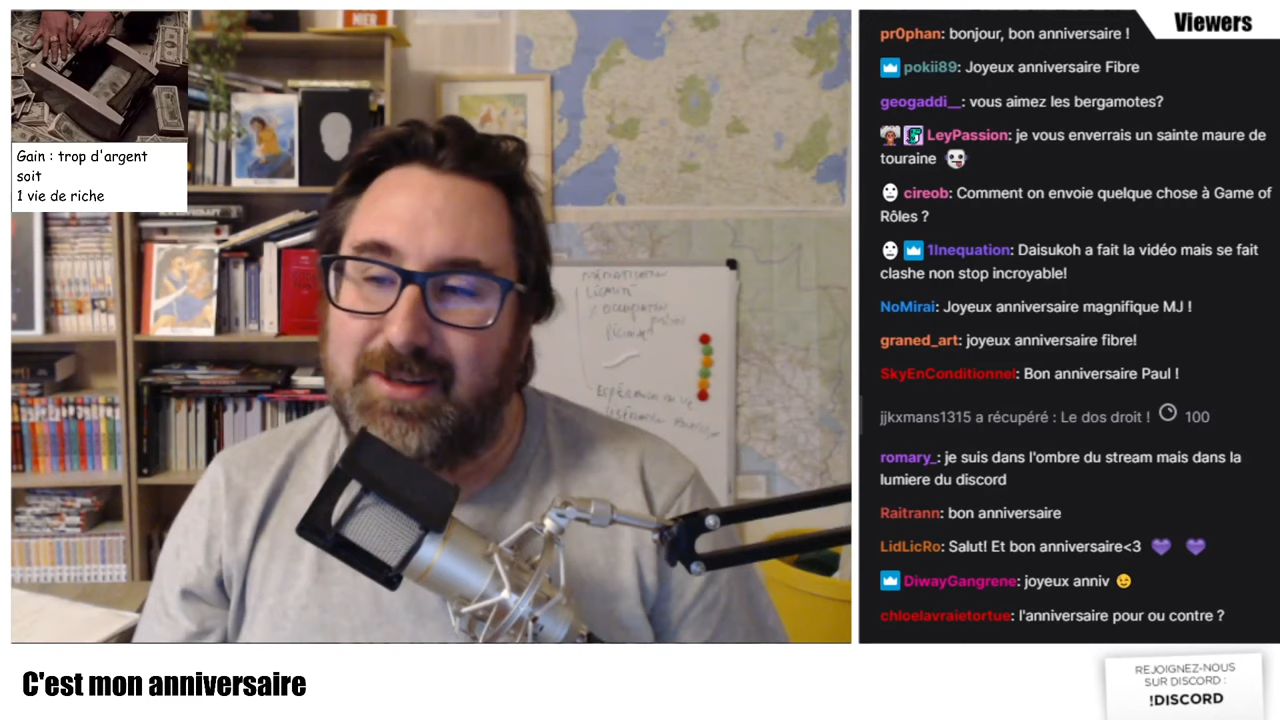 NIER
Gain : trop d'argent
soit
1 vie de riche
Viewers
pr0phan: bonjour, bon anniversaire !
pokii89: Joyeux anniversaire Fibre
geogaddi__: vous aimez les bergamotes?
LeyPassion: je vous enverrais un sainte maure de
touraine
cireob: Comment on envoie quelque chose à Game of
Rôles ?
1Inequation: Daisukoh a fait la vidéo mais se fait
clashe non stop incroyable!
NoMirai: Joyeux anniversaire magnifique MJ !
graned_art: joyeux anniversaire fibre!
SkyEnConditionnel: Bon anniversaire Paul !
jjkxmans1315 a récupéré : Le dos droit ! 100
romary_: je suis dans l'ombre du stream mais dans la
lumiere du discord
Raitrann: bon anniversaire
LidLicRo: Salut! Et bon anniversaire<3
DiwayGangrene: joyeux anniv
chloelavraietortue: l'anniversaire pour ou contre ?
C'est mon anniversaire
REJOIGNEZ-NOUS
SUR DISCORD :
!DISCORD